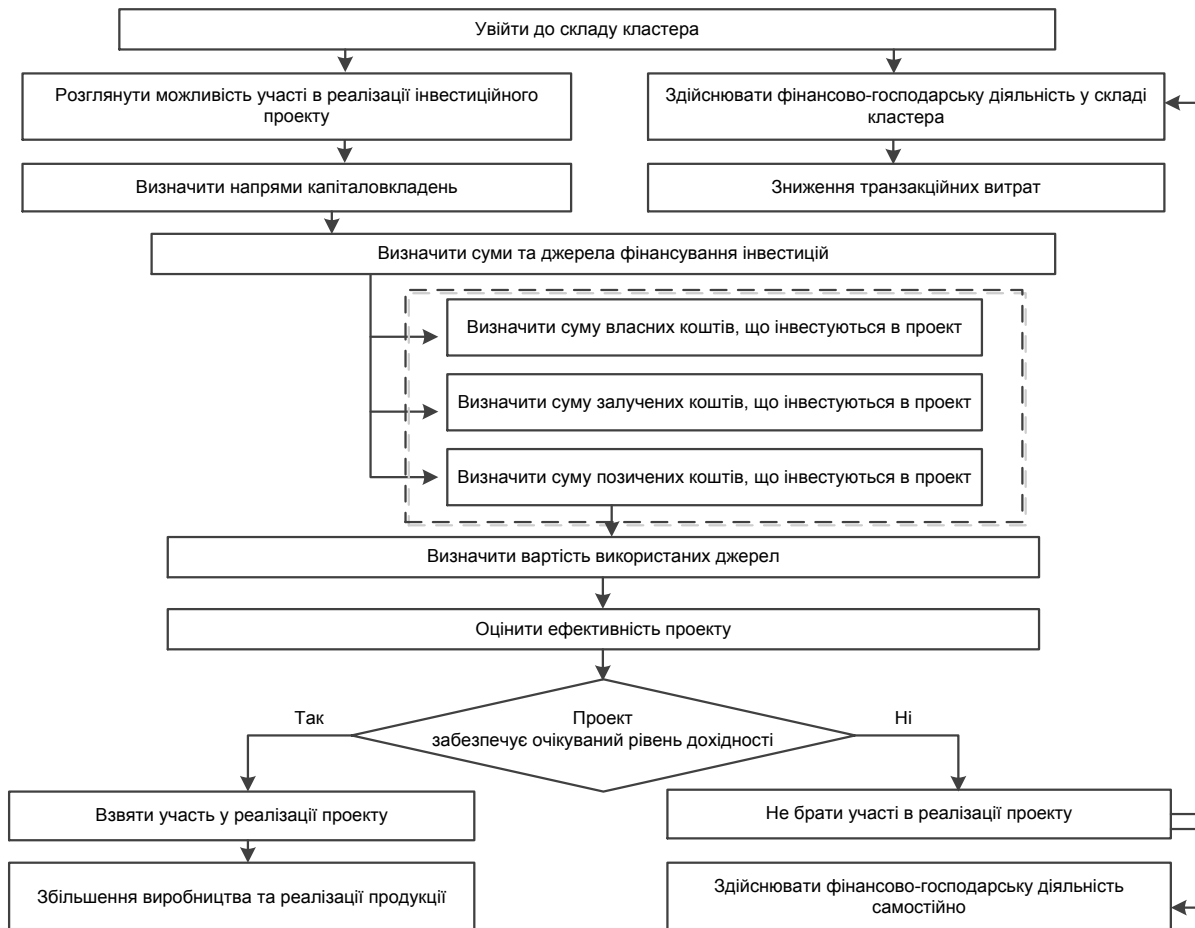 Увійти до складу кластера
Розглянути можливість участі в реалізації інвестиційного
проекту
Здійснювати фінансово-господарську діяльність у складі
кластера
Визначити напрями капіталовкладень
Зниження транзакційних витрат
Визначити суми та джерела фінансування інвестицій
Визначити суму власних коштів, що інвестуються в проект
Визначити суму залучених коштів, що інвестуються в проект
Визначити суму позичених коштів, що інвестуються в проект
Визначити вартість використаних джерел
Оцінити ефективність проекту
Так
Проект
забезпечує очікуваний рівень дохідності
Ні
Взвяти участь у реалізації проекту
Не брати участі в реалізації проекту
Збільшення виробництва та реалізації продукції
Здійснювати фінансово-господарську діяльність
самостійно